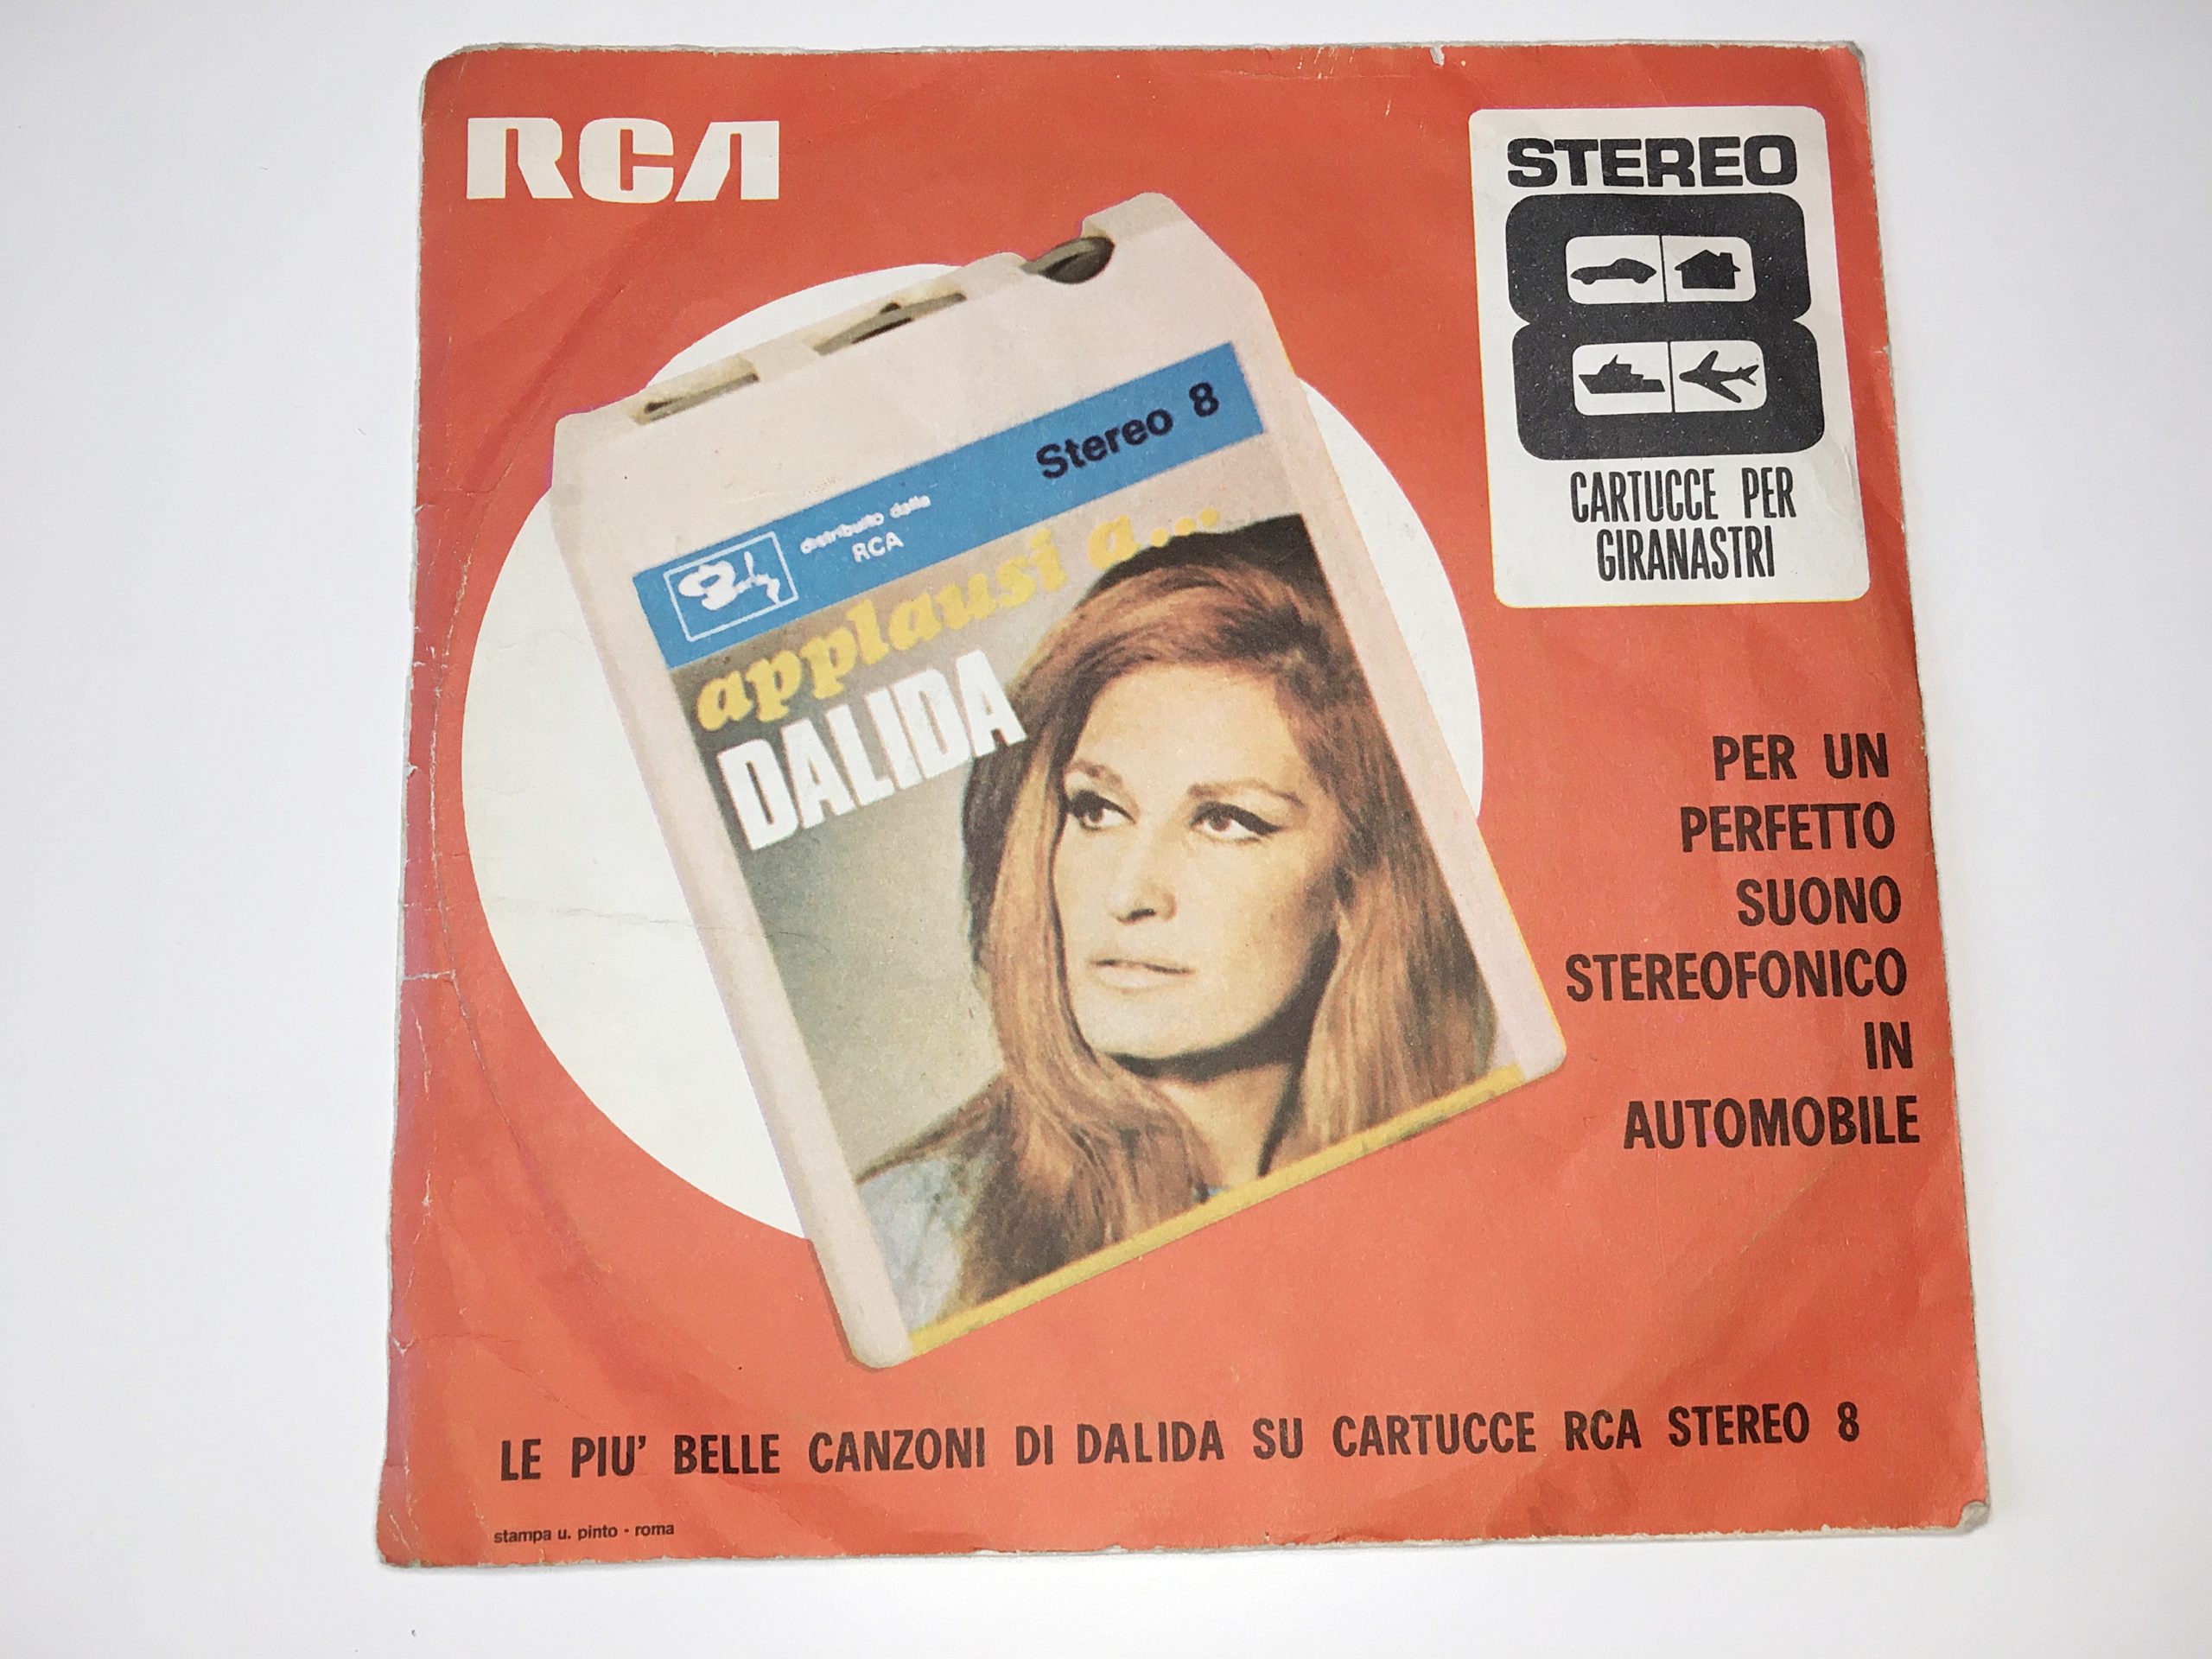 RCA
STEREO
8
CARTUCCE PER
GIRANASTRI
Stereo 8
distribuito dalla
RCA
applausi a...
DALIDA
PER UN
PERFETTO
SUONO
STEREOFONICO
IN
AUTOMOBILE
LE PIU' BELLE CANZONI DI DALIDA SU CARTUCCE RCA STEREO 8
stampa u. pinto - roma